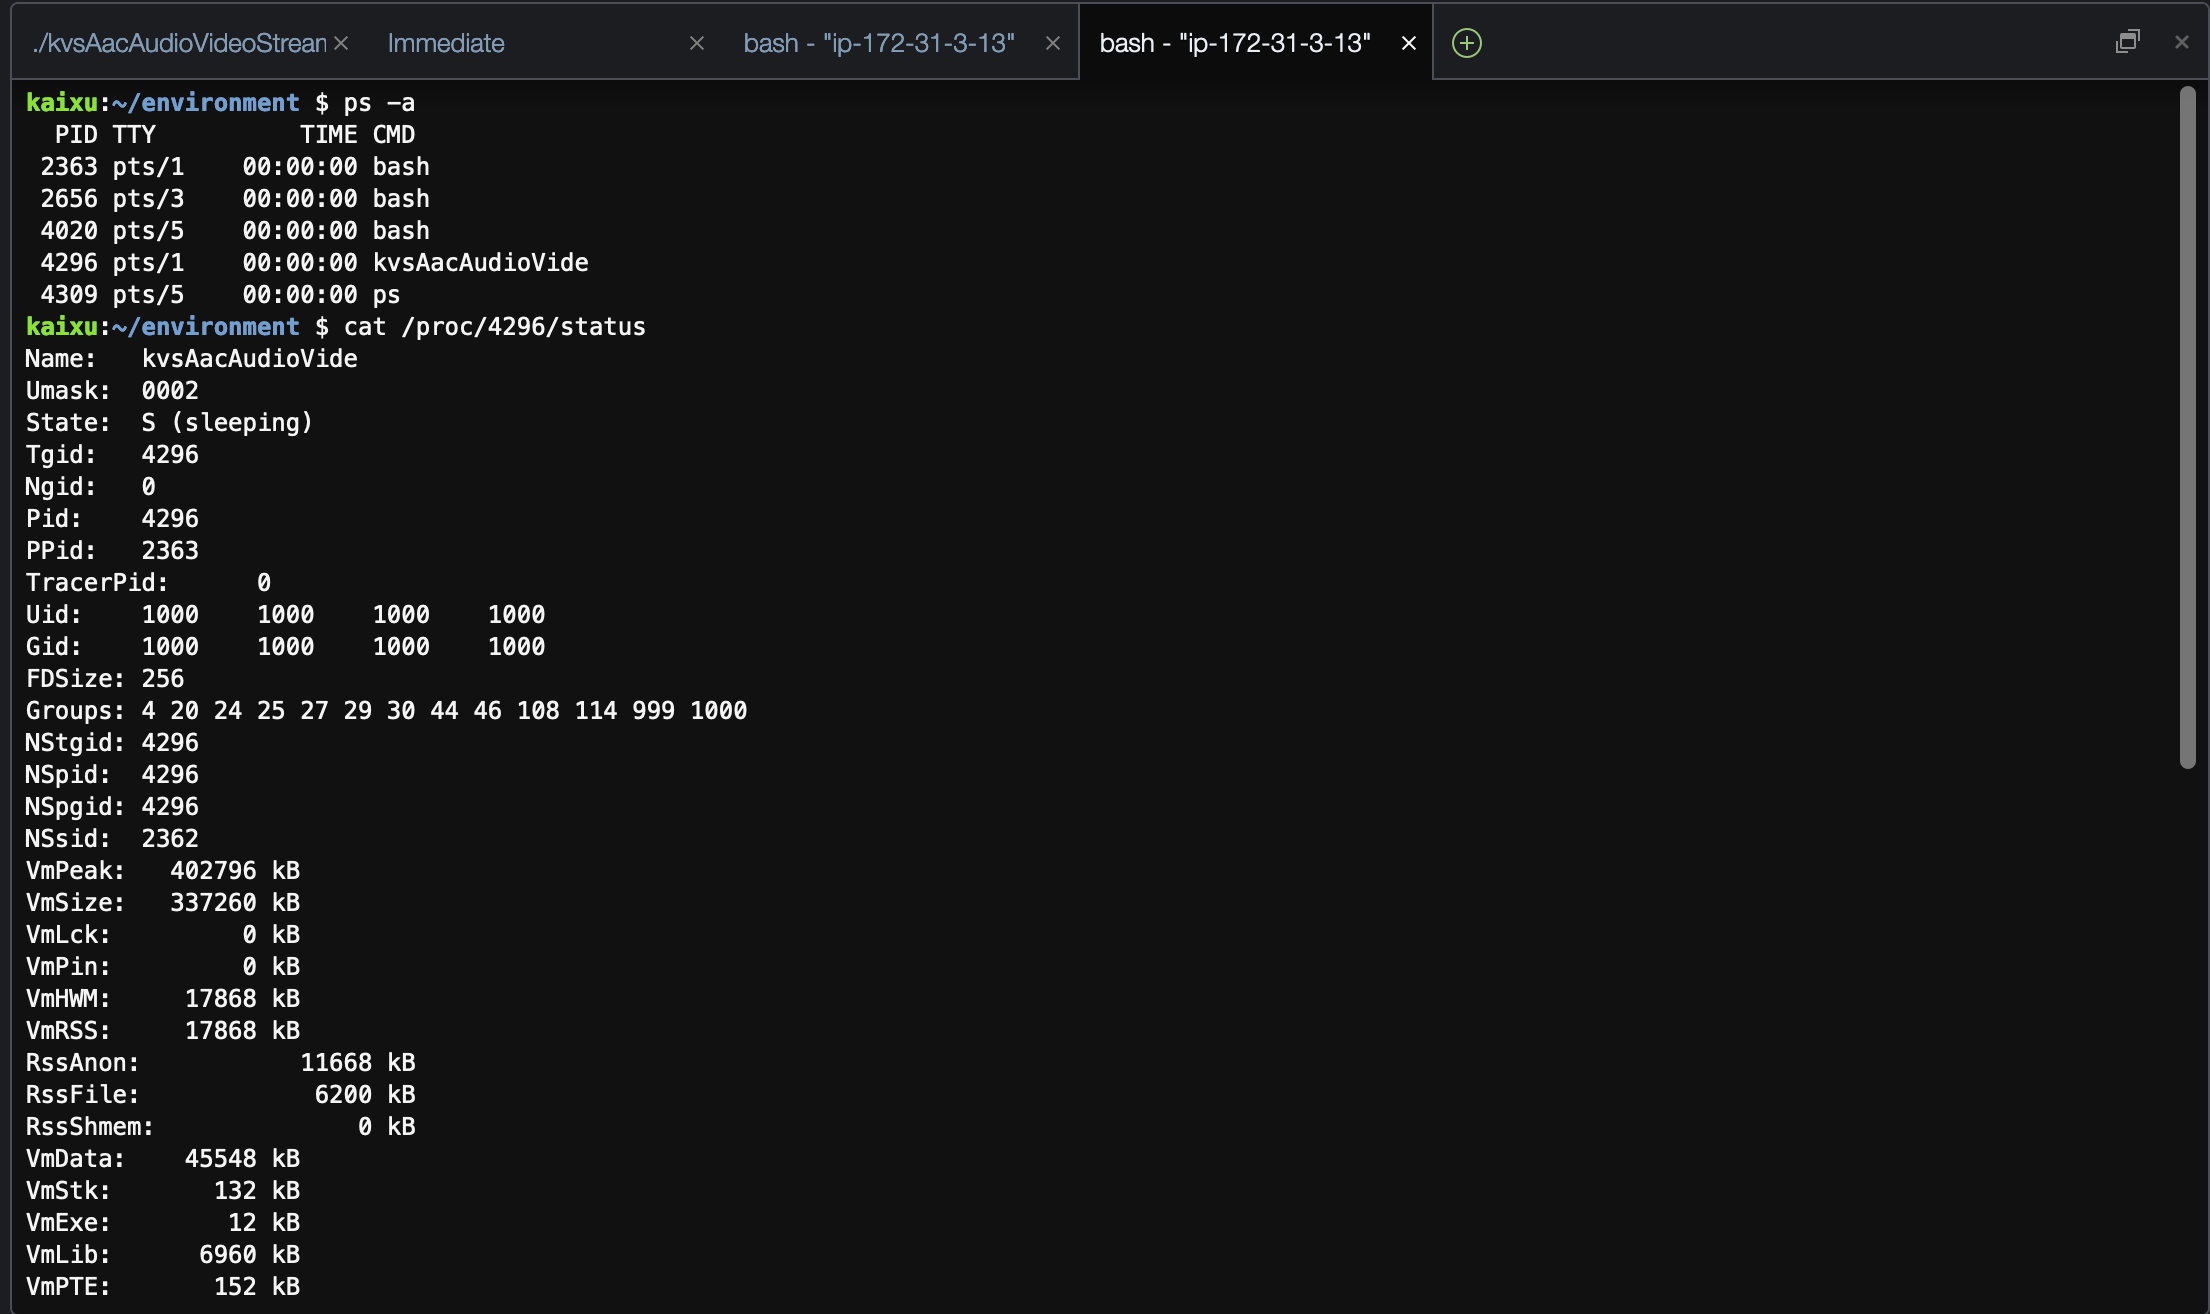 ./kvsAacAudioVideoStrean Immediate bash - "ip-172-31-3-13" bash - "ip-172-31-3-13"
kaixu:~/environment $ ps -a
  PID TTY          TIME CMD
 2363 pts/1    00:00:00 bash
 2656 pts/3    00:00:00 bash
 4020 pts/5    00:00:00 bash
 4296 pts/1    00:00:00 kvsAacAudioVide
 4309 pts/5    00:00:00 ps
kaixu:~/environment $ cat /proc/4296/status
Name:   kvsAacAudioVide
Umask:  0002
State:  S (sleeping)
Tgid:   4296
Ngid:   0
Pid:    4296
PPid:   2363
TracerPid:      0
Uid:    1000    1000    1000    1000
Gid:    1000    1000    1000    1000
FDSize: 256
Groups: 4 20 24 25 27 29 30 44 46 108 114 999 1000
NStgid: 4296
NSpid:  4296
NSpgid: 4296
NSsid:  2362
VmPeak:   402796 kB
VmSize:   337260 kB
VmLck:         0 kB
VmPin:         0 kB
VmHWM:     17868 kB
VmRSS:     17868 kB
RssAnon:           11668 kB
RssFile:            6200 kB
RssShmem:              0 kB
VmData:    45548 kB
VmStk:       132 kB
VmExe:        12 kB
VmLib:      6960 kB
VmPTE:       152 kB